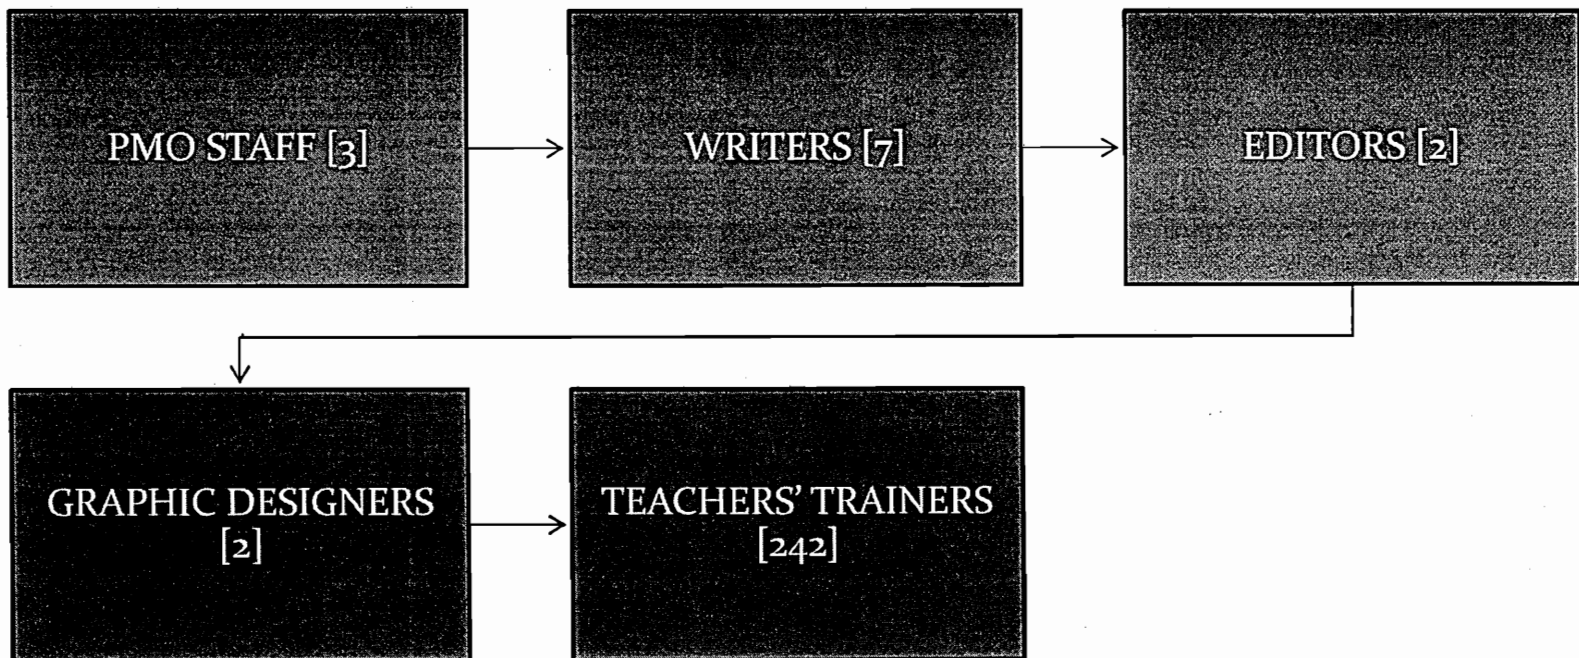 PMO STAFF [3]
WRITERS [7]
EDITORS [2]
GRAPHIC DESIGNERS
[2]
TEACHERS' TRAINERS
[242]